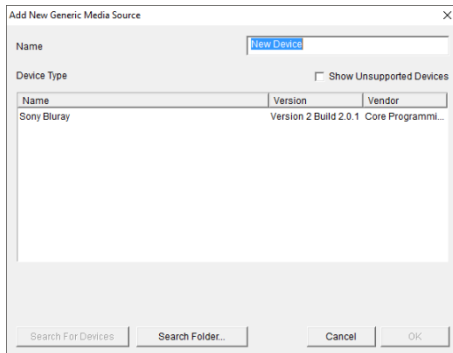 Add New Generic Media Source
Name New Device
Device Type Show Unsupported Devices
Name Version Vendor
Sony Bluray Version 2 Build 2.0.1 Core Programmi...
Search For Devices Search Folder... Cancel OK